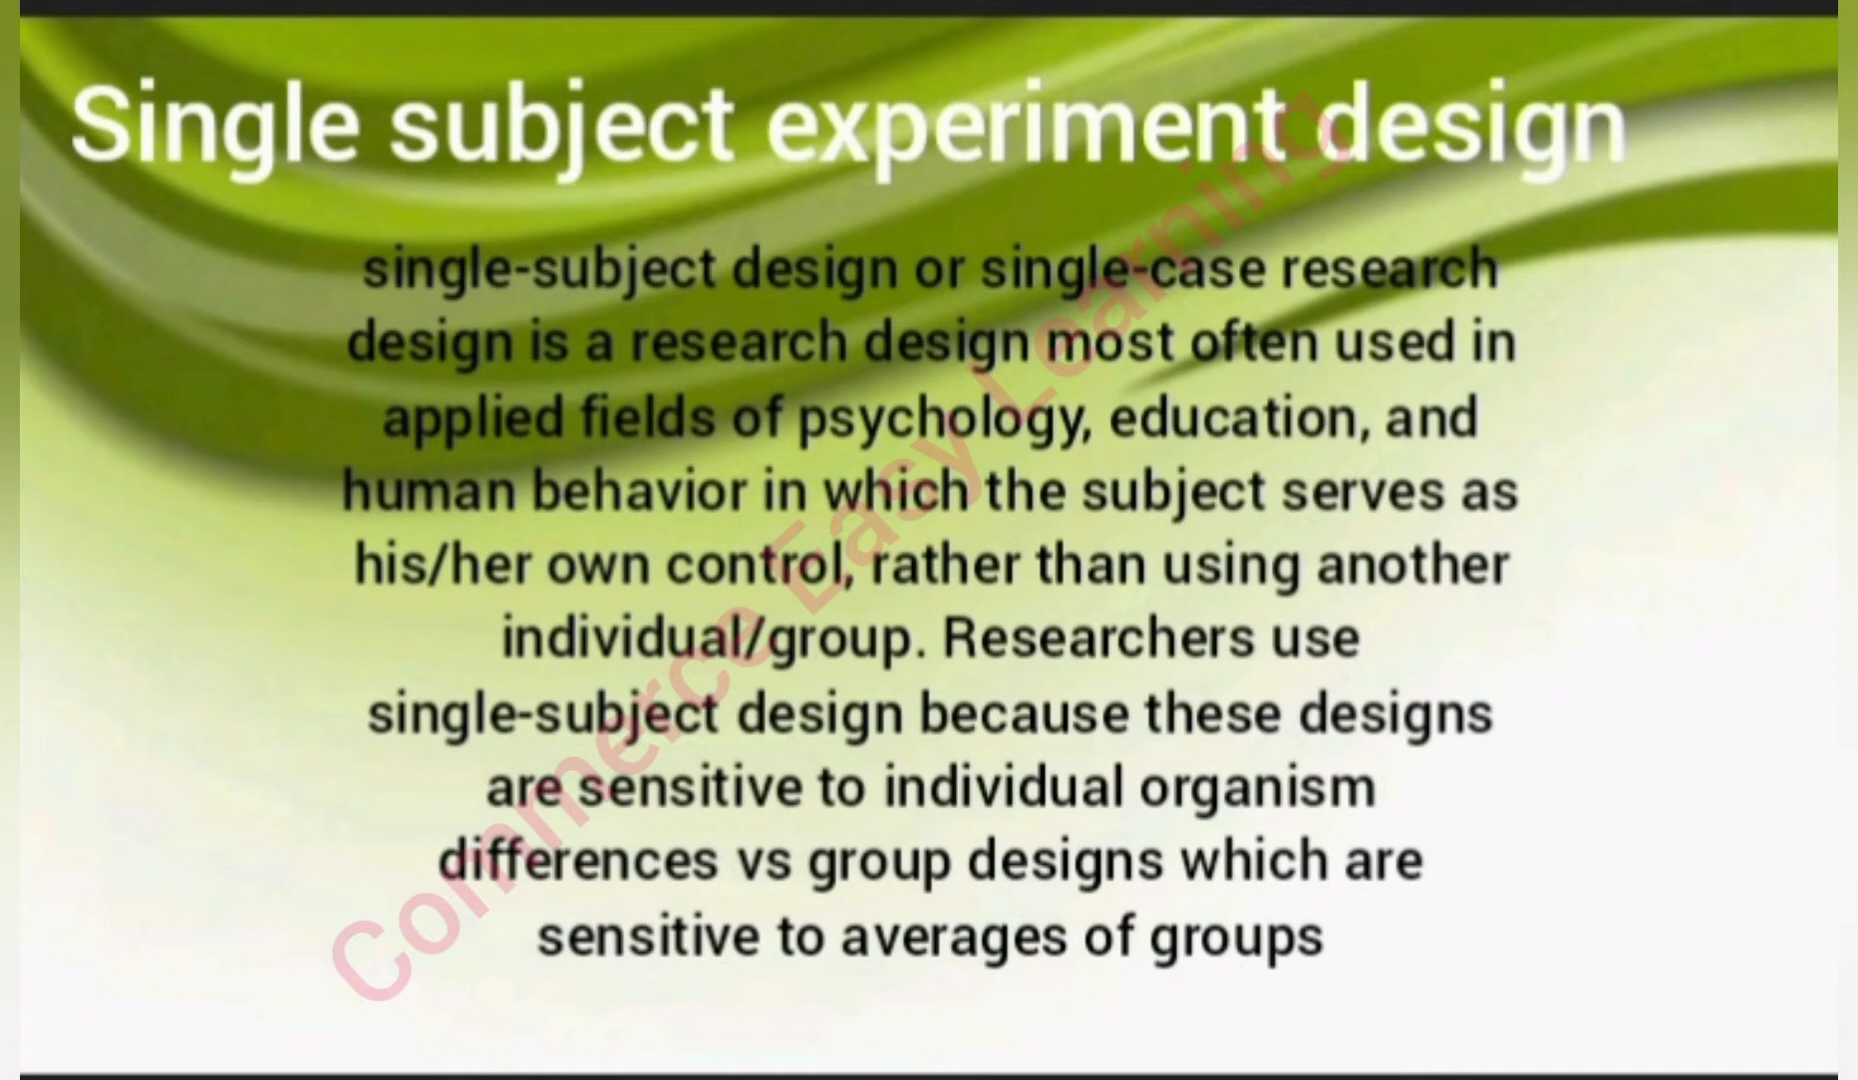 Single subject experiment design
single-subject design or single-case research
design is a research design most often used in
applied fields of psychology, education, and
human behavior in which the subject serves as
his/her own control, rather than using another
individual/group. Researchers use
single-subject design because these designs
are sensitive to individual organism
differences vs group designs which are
sensitive to averages of groups
Commerce Easy Learning